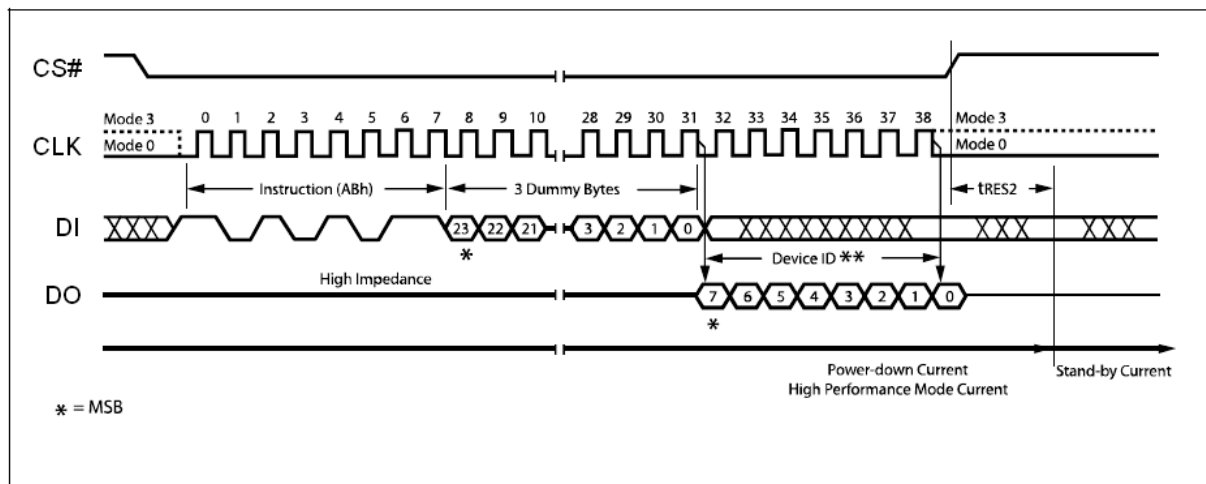 CS#
Mode 3 0 1 2 3 4 5 6 7 8 9 10 28 29 30 31 32 33 34 35 36 37 38 Mode 3
CLK Mode 0 Mode 0
Instruction (ABh) 3 Dummy Bytes tRES2
DI 23 22 21 3 2 1 0
* Device ID **
High Impedance
DO 7 6 5 4 3 2 1 0
*
Power-down Current Stand-by Current
High Performance Mode Current
* = MSB